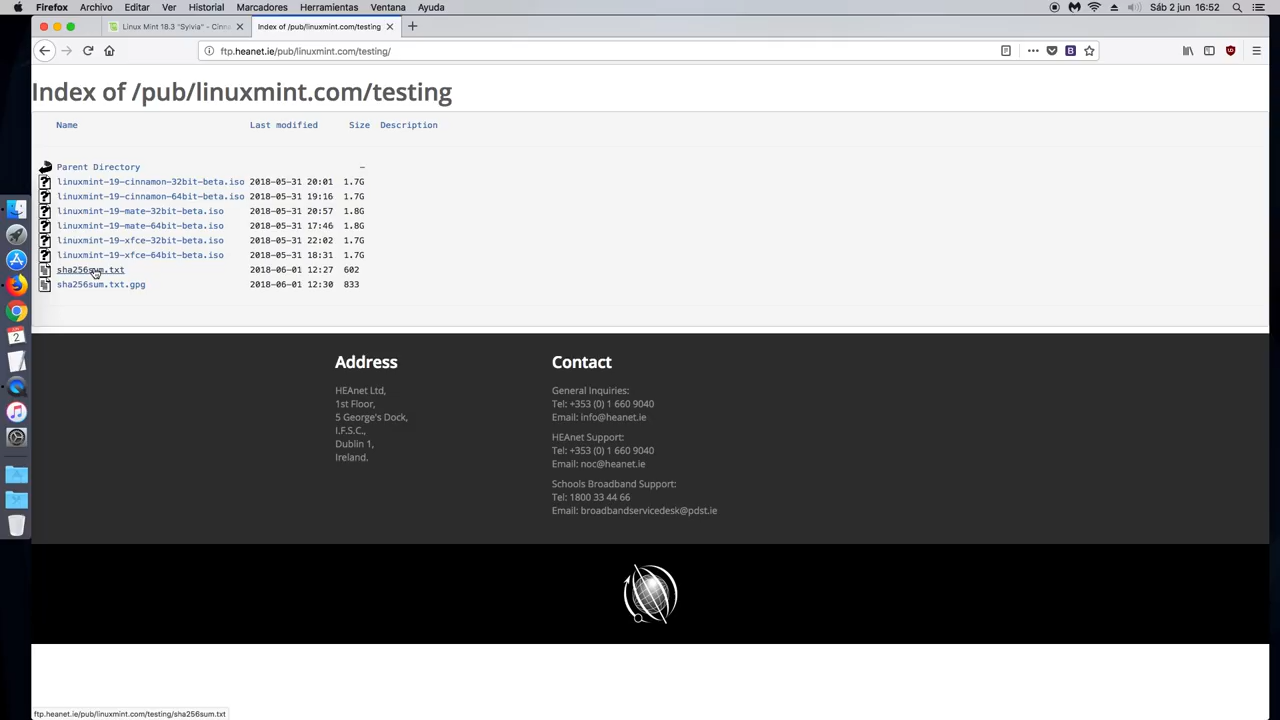 Firefox Archivo Editar Ver Historial Marcadores Herramientas Ventana Ayuda Sáb 2 jun 16:52
Linux Mint 18.3 "Sylvia" - Cinn
Index of /pub/linuxmint.com/testing
ftp.heanet.ie/pub/linuxmint.com/testing/
Index of /pub/linuxmint.com/testing
Name Last modified Size Description
Parent Directory -
linuxmint-19-cinnamon-32bit-beta.iso 2018-05-31 20:01 1.7G
linuxmint-19-cinnamon-64bit-beta.iso 2018-05-31 19:16 1.7G
linuxmint-19-mate-32bit-beta.iso 2018-05-31 20:57 1.8G
linuxmint-19-mate-64bit-beta.iso 2018-05-31 17:46 1.8G
linuxmint-19-xfce-32bit-beta.iso 2018-05-31 22:02 1.7G
linuxmint-19-xfce-64bit-beta.iso 2018-05-31 18:31 1.7G
sha256sum.txt 2018-06-01 12:27 602
sha256sum.txt.gpg 2018-06-01 12:30 833
Address
HEAnet Ltd,
1st Floor,
5 George's Dock,
I.F.S.C.,
Dublin 1,
Ireland.
Contact
General Inquiries:
Tel: +353 (0) 1 660 9040
Email: info@heanet.ie
HEAnet Support:
Tel: +353 (0) 1 660 9040
Email: noc@heanet.ie
Schools Broadband Support:
Tel: 1800 33 44 66
Email: broadbandservicedesk@pdst.ie
ftp.heanet.ie/pub/linuxmint.com/testing/sha256sum.txt